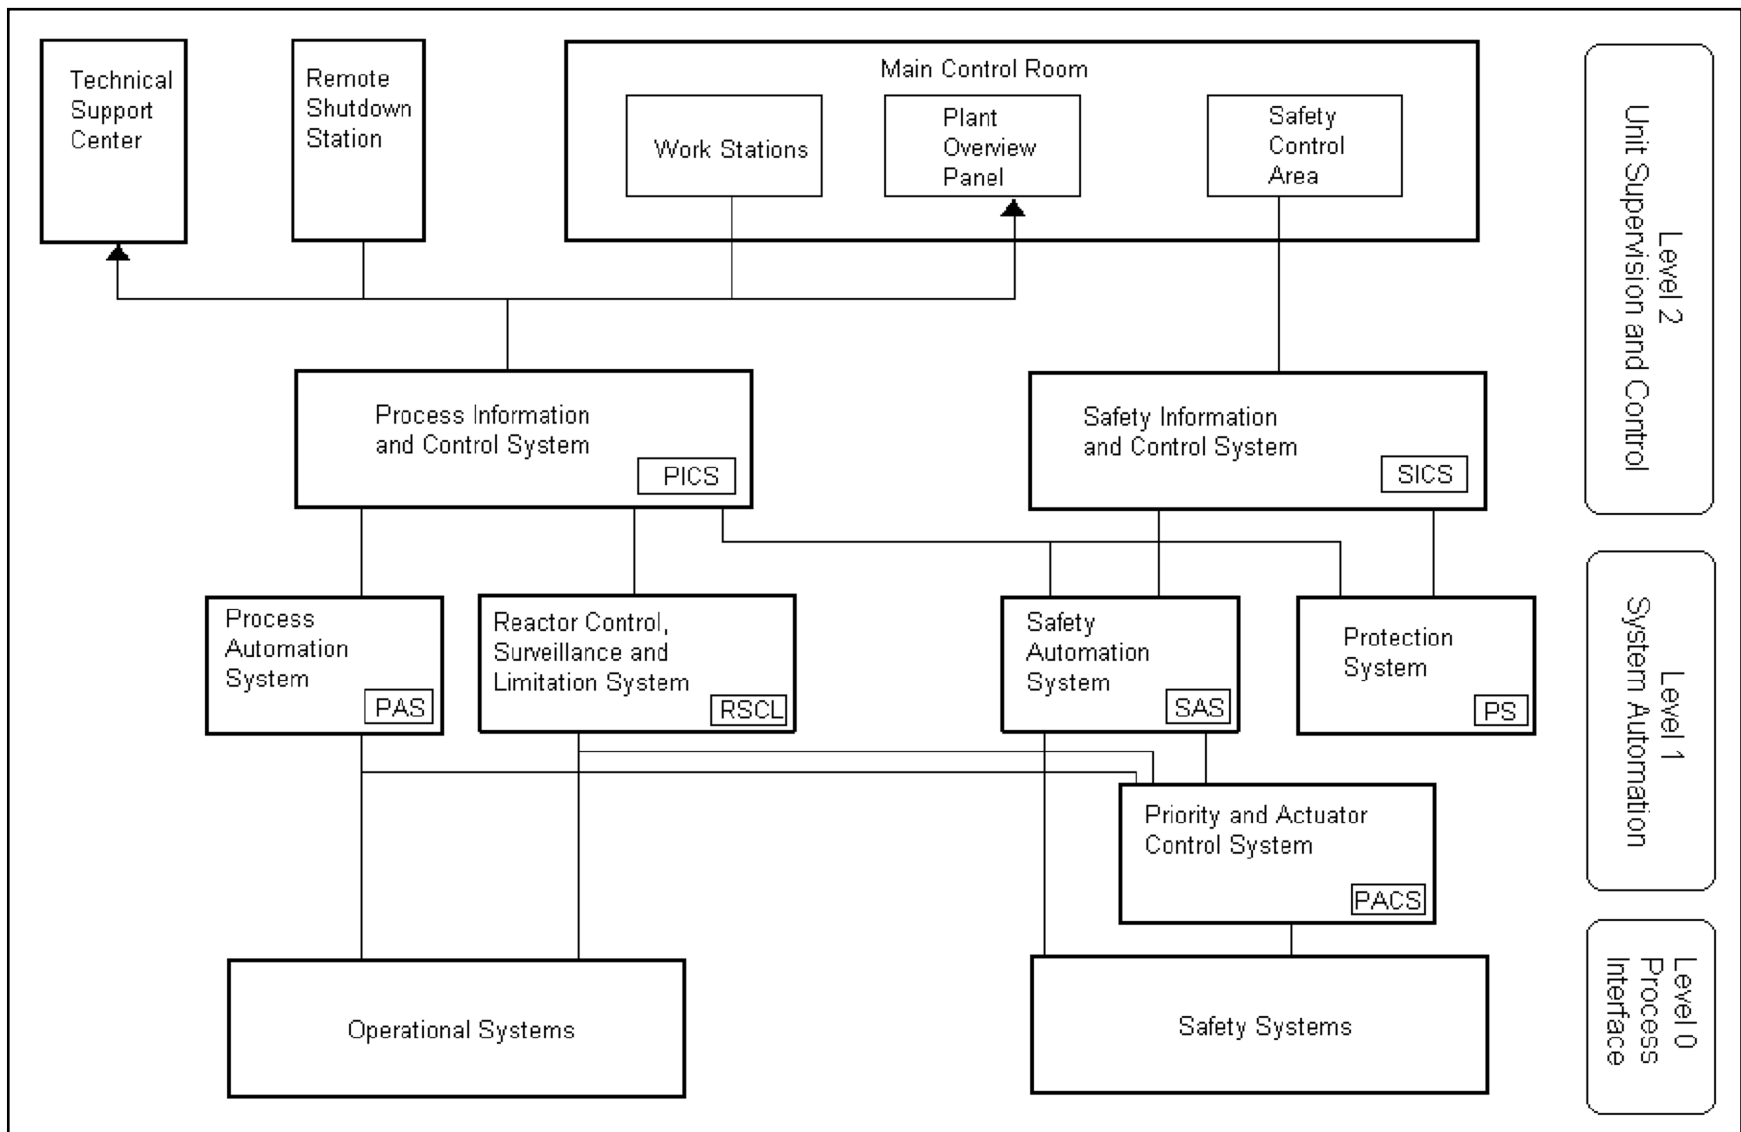 Technical
Support
Center
Remote
Shutdown
Station
Main Control Room
Work Stations
Plant
Overview
Panel
Safety
Control
Area
Level 2
Unit Supervision and Control
Process Information
and Control System
PICS
Safety Information
and Control System
SICS
Process
Automation
System
PAS
Reactor Control,
Surveillance and
Limitation System
RSCL
Safety
Automation
System
SAS
Protection
System
PS
Level 1
System Automation
Priority and Actuator
Control System
PACS
Operational Systems
Safety Systems
Level 0
Process
Interface